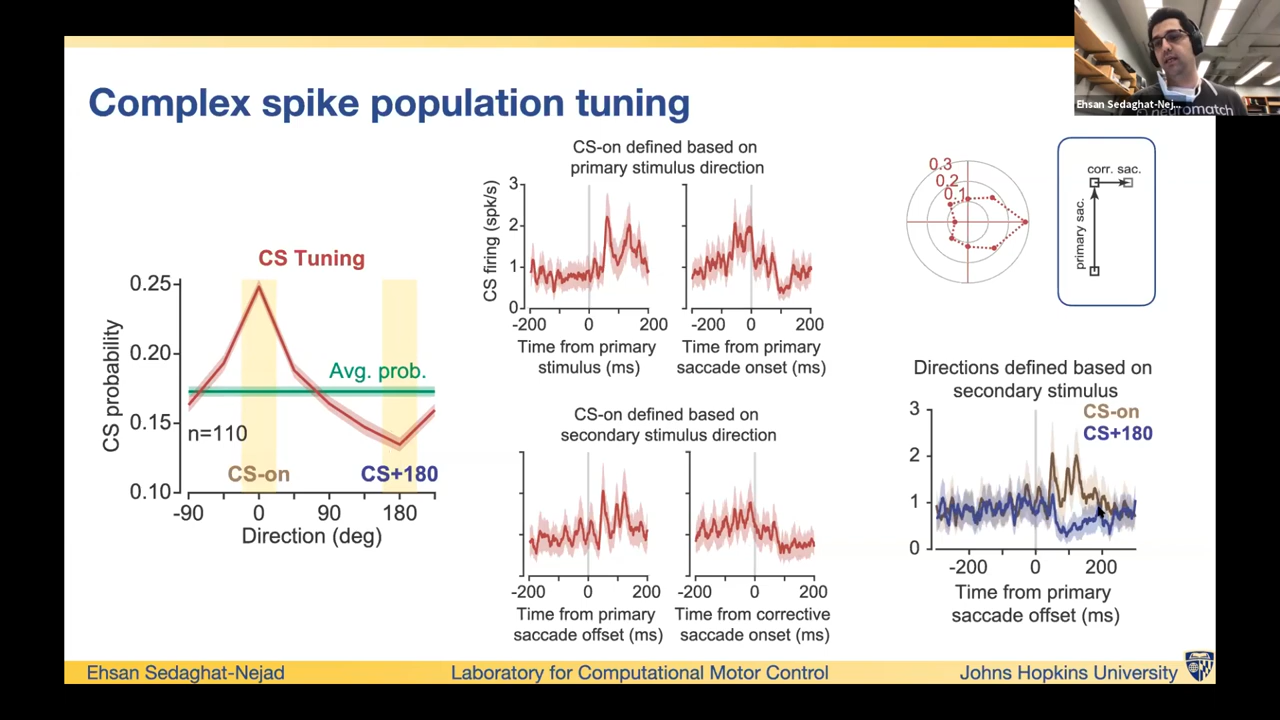 Complex spike population tuning
Ehsan Sedaghat-Nej...
CS Tuning
0.25
0.20
0.15
0.10
CS probability
Avg. prob.
n=110
CS-on
CS+180
-90
0
90
180
Direction (deg)
CS-on defined based on
primary stimulus direction
3
2
1
0
CS firing (spk/s)
-200
0
200
-200
0
200
Time from primary
stimulus (ms)
Time from primary
saccade onset (ms)
CS-on defined based on
secondary stimulus direction
-200
0
200
-200
0
200
Time from primary
saccade offset (ms)
Time from corrective
saccade onset (ms)
0.3
0.2
0.1
corr. sac.
primary sac.
Directions defined based on
secondary stimulus
CS-on
CS+180
3
2
1
0
-200
0
200
Time from primary
saccade offset (ms)
Ehsan Sedaghat-Nejad
Laboratory for Computational Motor Control
Johns Hopkins University